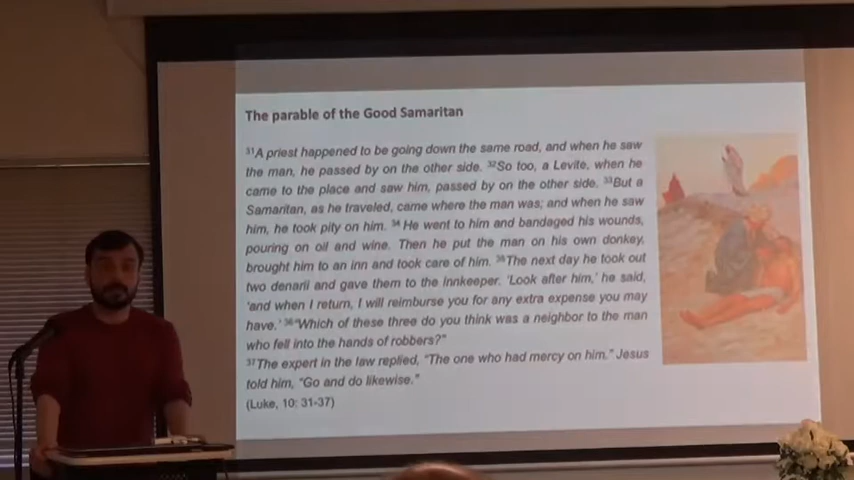 The parable of the Good Samaritan
³¹A priest happened to be going down the same road, and when he saw
the man, he passed by on the other side. ³²So too, a Levite, when he
came to the place and saw him, passed by on the other side. ³³But a
Samaritan, as he traveled, came where the man was; and when he saw
him, he took pity on him. ³⁴He went to him and bandaged his wounds,
pouring on oil and wine. Then he put the man on his own donkey,
brought him to an inn and took care of him. ³⁵The next day he took out
two denarii and gave them to the innkeeper. ‘Look after him,’ he said,
‘and when I return, I will reimburse you for any extra expense you may
have.’ ³⁶“Which of these three do you think was a neighbor to the man
who fell into the hands of robbers?”
³⁷The expert in the law replied, “The one who had mercy on him.” Jesus
told him, “Go and do likewise.”
(Luke, 10: 31-37)